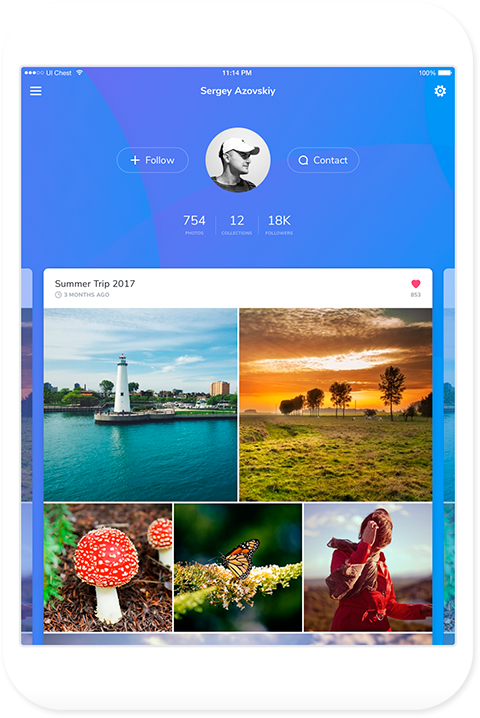 UI Chest 11:14 PM 100%
Sergey Azovskiy
Follow Contact
754 12 18K
PHOTOS COLLECTIONS FOLLOWERS
Summer Trip 2017
3 MONTHS AGO 853